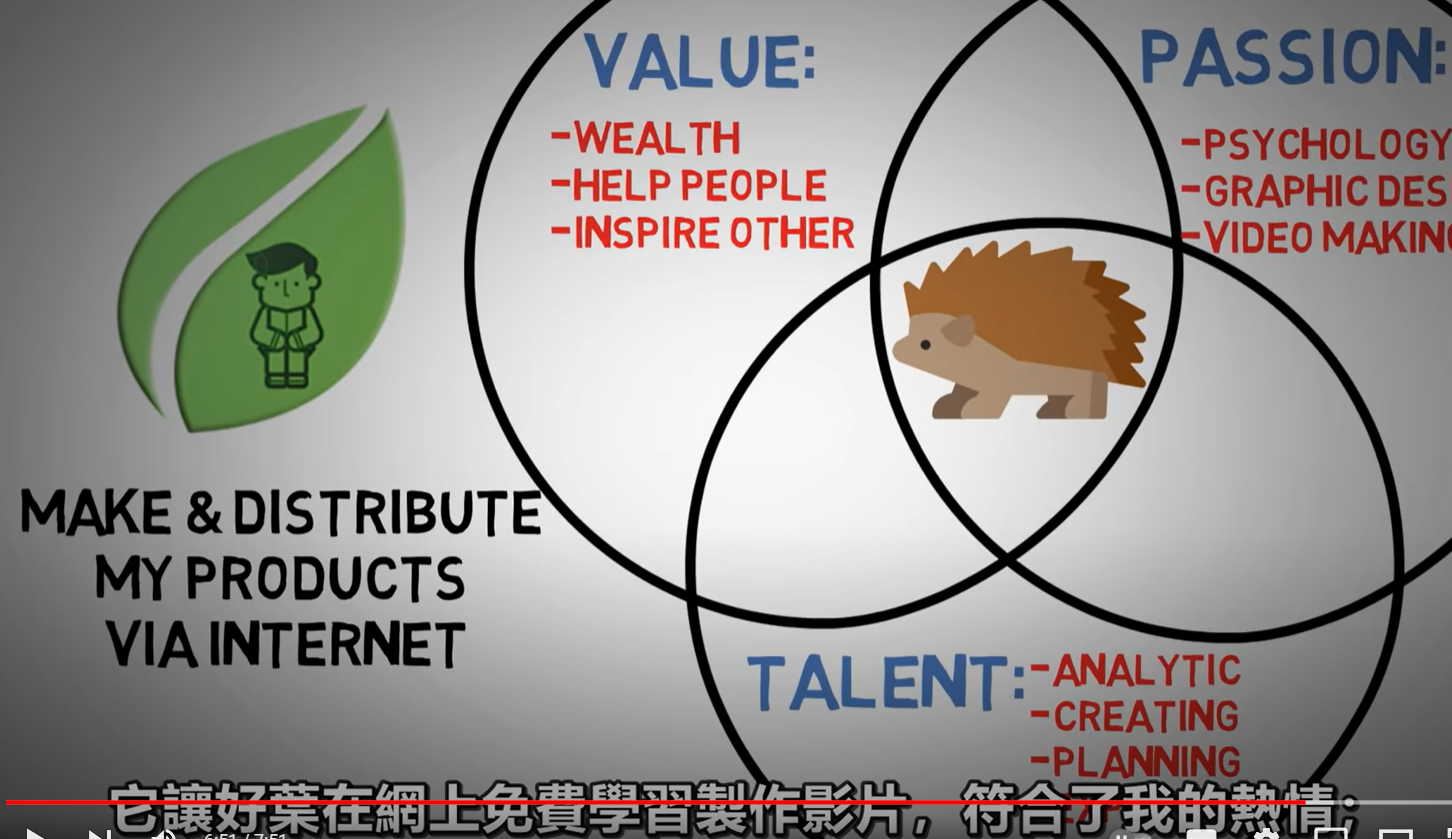 VALUE:
-WEALTH
-HELP PEOPLE
-INSPIRE OTHER
PASSION:
-PSYCHOLOGY
-GRAPHIC DES
-VIDEO MAKING
MAKE & DISTRIBUTE
MY PRODUCTS
VIA INTERNET
TALENT:
-ANALYTIC
-CREATING
-PLANNING
它讓好葉在網上免費學習製作影片，符合了我的熱情；
6:51 / 7:51